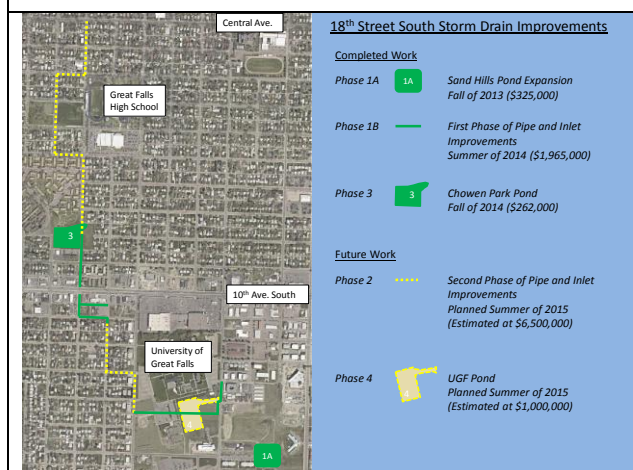 Central Ave.
Great Falls
High School
3
10th Ave. South
University of
Great Falls
4
1A
18th Street South Storm Drain Improvements
Completed Work
Phase 1A
1A
Sand Hills Pond Expansion
Fall of 2013 ($325,000)
Phase 1B
First Phase of Pipe and Inlet
Improvements
Summer of 2014 ($1,965,000)
Phase 3
3
Chowen Park Pond
Fall of 2014 ($262,000)
Future Work
Phase 2
Second Phase of Pipe and Inlet
Improvements
Planned Summer of 2015
(Estimated at $6,500,000)
Phase 4
4
UGF Pond
Planned Summer of 2015
(Estimated at $1,000,000)